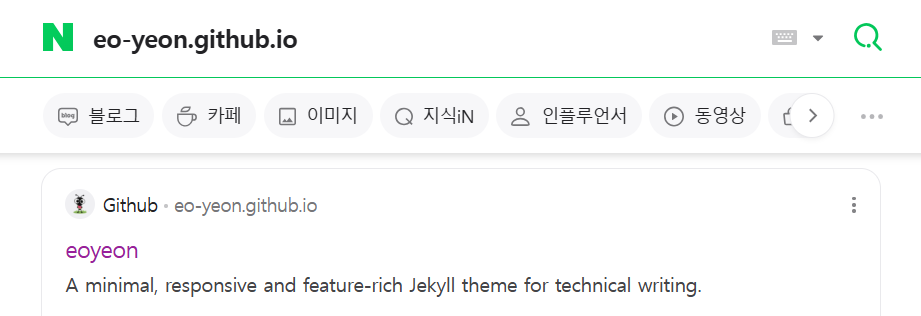 N eo-yeon.github.io
블로그 카페 이미지 지식iN 인플루언서 동영상
Github · eo-yeon.github.io
eoyeon
A minimal, responsive and feature-rich Jekyll theme for technical writing.